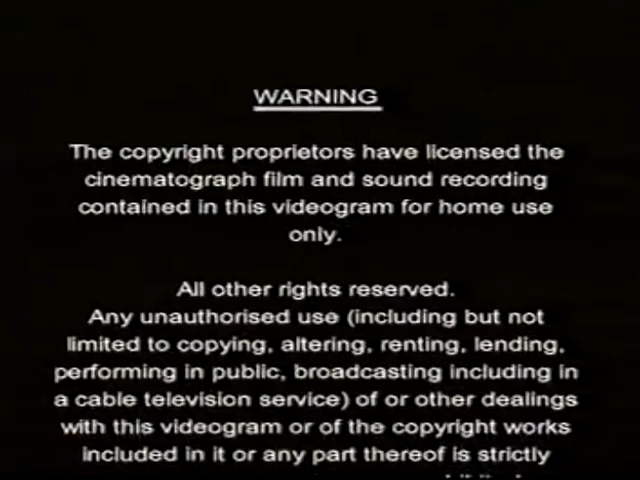 WARNING
The copyright proprietors have licensed the
cinematograph film and sound recording
contained in this videogram for home use
only.
All other rights reserved.
Any unauthorised use (including but not
limited to copying, altering, renting, lending,
performing in public, broadcasting including in
a cable television service) of or other dealings
with this videogram or of the copyright works
included in it or any part thereof is strictly